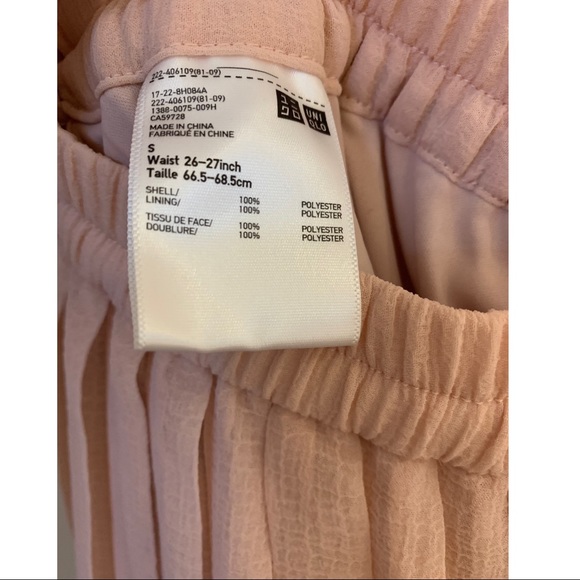 222-406109(81-09)
17-22-8H084A
222-406109(81-09)
1388-0075-009H
CA59728
MADE IN CHINA
FABRIQUÉ EN CHINE
ユニ
クロ
UNI
QLO
S
Waist 26–27inch
Taille 66.5–68.5cm
SHELL/ 100% POLYESTER
LINING/ 100% POLYESTER
TISSU DE FACE/ 100% POLYESTER
DOUBLURE/ 100% POLYESTER